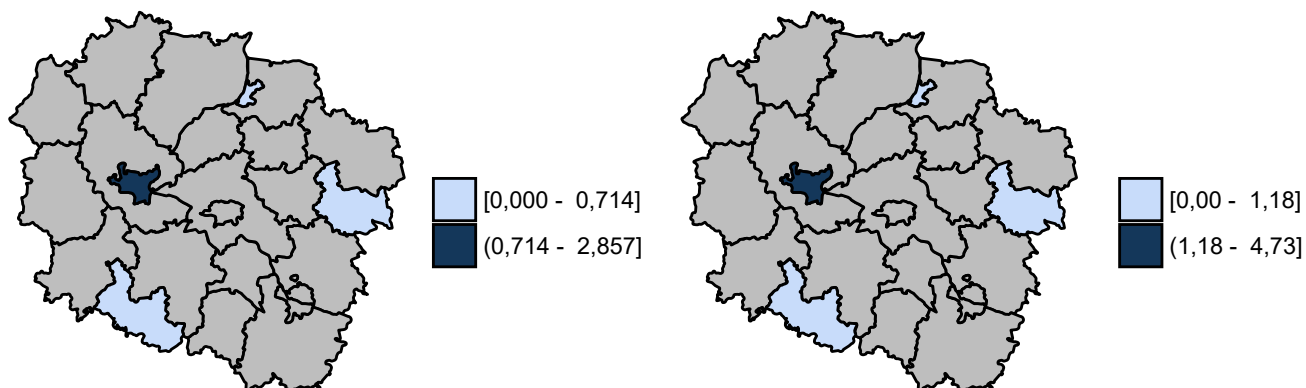 [0,000 - 0,714]
(0,714 - 2,857]
[0,00 - 1,18]
(1,18 - 4,73]